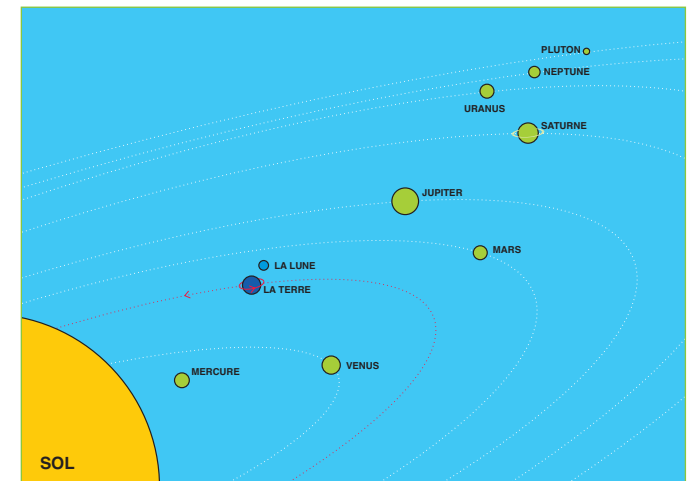 PLUTON
NEPTUNE
URANUS
SATURNE
JUPITER
MARS
LA LUNE
LA TERRE
VENUS
MERCURE
SOL